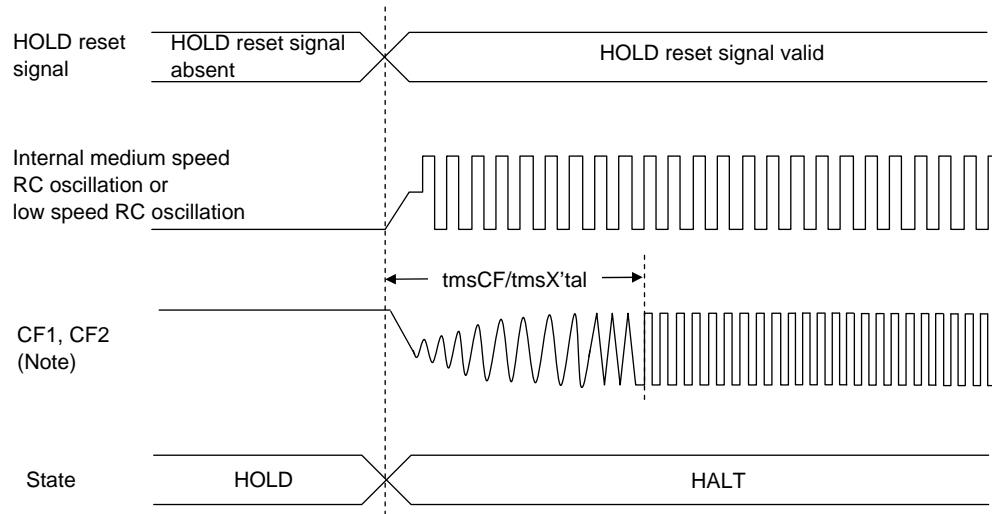 HOLD reset
signal
HOLD reset signal
absent
HOLD reset signal valid
Internal medium speed
RC oscillation or
low speed RC oscillation
tmsCF/tmsX'tal
CF1, CF2
(Note)
State
HOLD
HALT